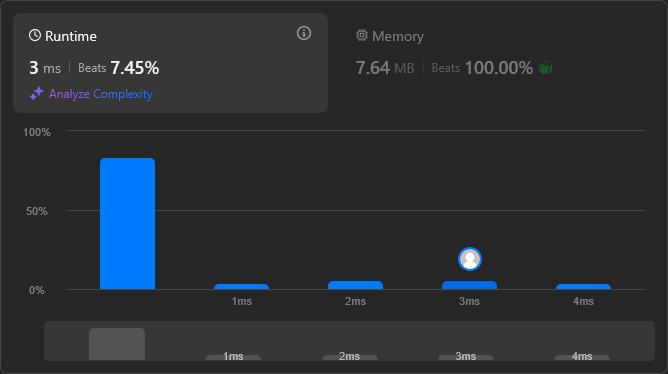 Runtime
3 ms | Beats 7.45%
Analyze Complexity
Memory
7.64 MB | Beats 100.00%
100%
50%
0%
1ms 2ms 3ms 4ms
1ms 2ms 3ms 4ms